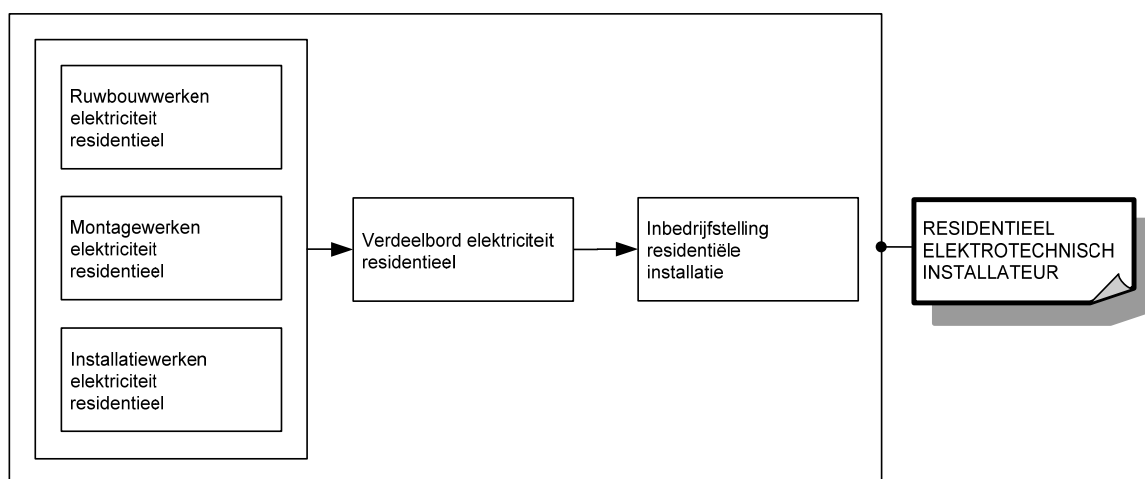 Ruwbouwwerken
elektriciteit
residentieel
Montagewerken
elektriciteit
residentieel
Installatiewerken
elektriciteit
residentieel
Verdeelbord elektriciteit
residentieel
Inbedrijfstelling
residentiële
installatie
RESIDENTIEEL
ELEKTROTECHNISCH
INSTALLATEUR